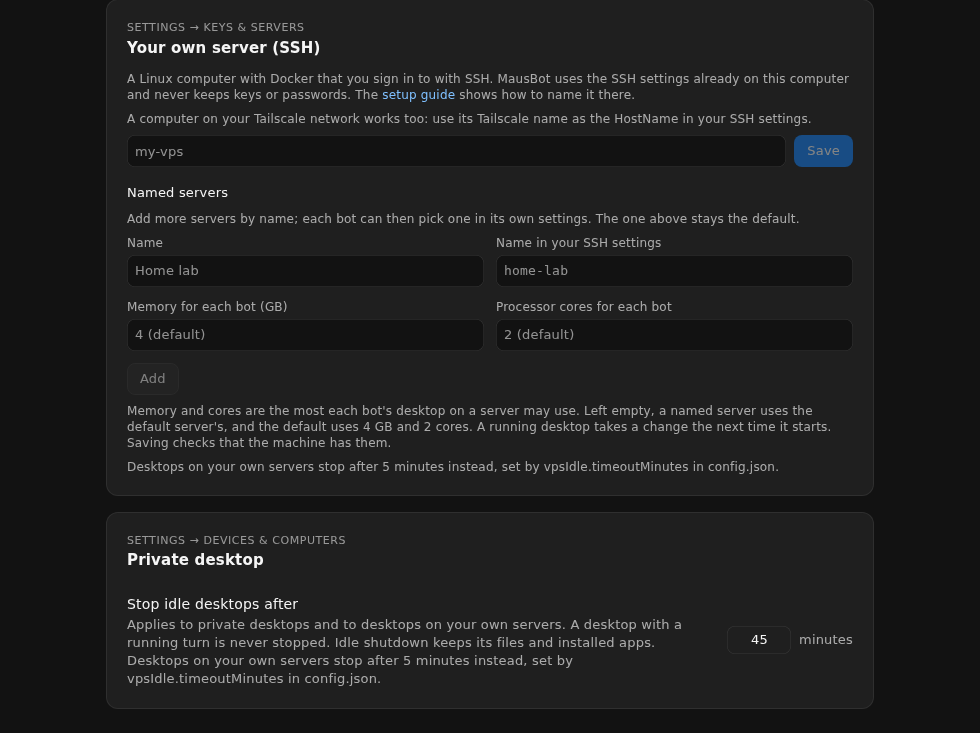 SETTINGS → KEYS & SERVERS
Your own server (SSH)
A Linux computer with Docker that you sign in to with SSH. MausBot uses the SSH settings already on this computer
and never keeps keys or passwords. The setup guide shows how to name it there.
A computer on your Tailscale network works too: use its Tailscale name as the HostName in your SSH settings.
my-vps
Save
Named servers
Add more servers by name; each bot can then pick one in its own settings. The one above stays the default.
Name
Name in your SSH settings
Home lab
home-lab
Memory for each bot (GB)
Processor cores for each bot
4 (default)
2 (default)
Add
Memory and cores are the most each bot's desktop on a server may use. Left empty, a named server uses the
default server's, and the default uses 4 GB and 2 cores. A running desktop takes a change the next time it starts.
Saving checks that the machine has them.
Desktops on your own servers stop after 5 minutes instead, set by vpsIdle.timeoutMinutes in config.json.
SETTINGS → DEVICES & COMPUTERS
Private desktop
Stop idle desktops after
Applies to private desktops and to desktops on your own servers. A desktop with a
running turn is never stopped. Idle shutdown keeps its files and installed apps.
Desktops on your own servers stop after 5 minutes instead, set by
vpsIdle.timeoutMinutes in config.json.
45 minutes